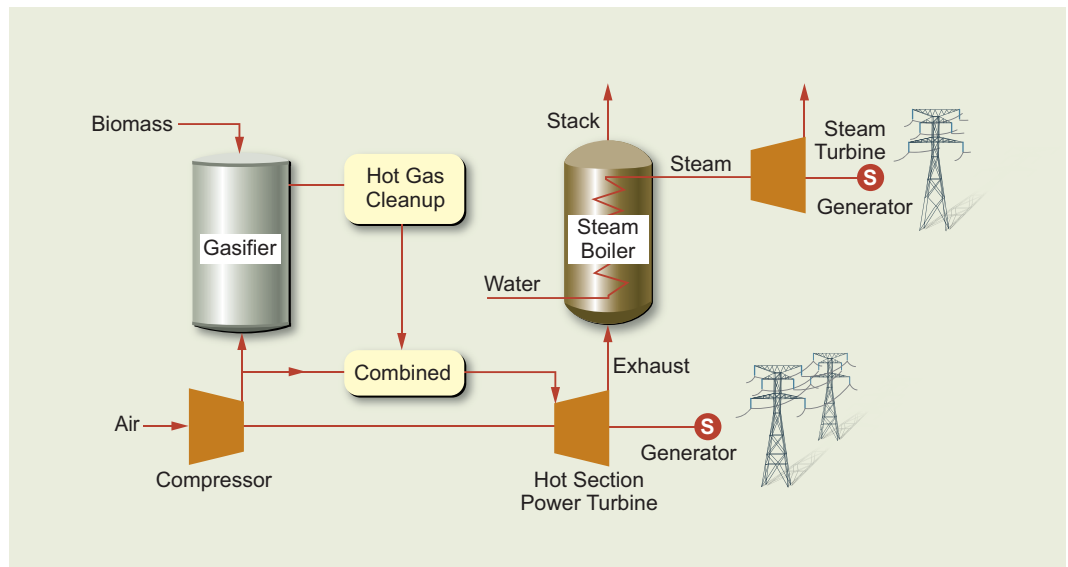 Biomass
Hot Gas
Cleanup
Gasifier
Combined
Air
Compressor
Stack
Steam
Steam
Boiler
Water
Exhaust
Hot Section
Power Turbine
S
Generator
Steam
Turbine
S
Generator